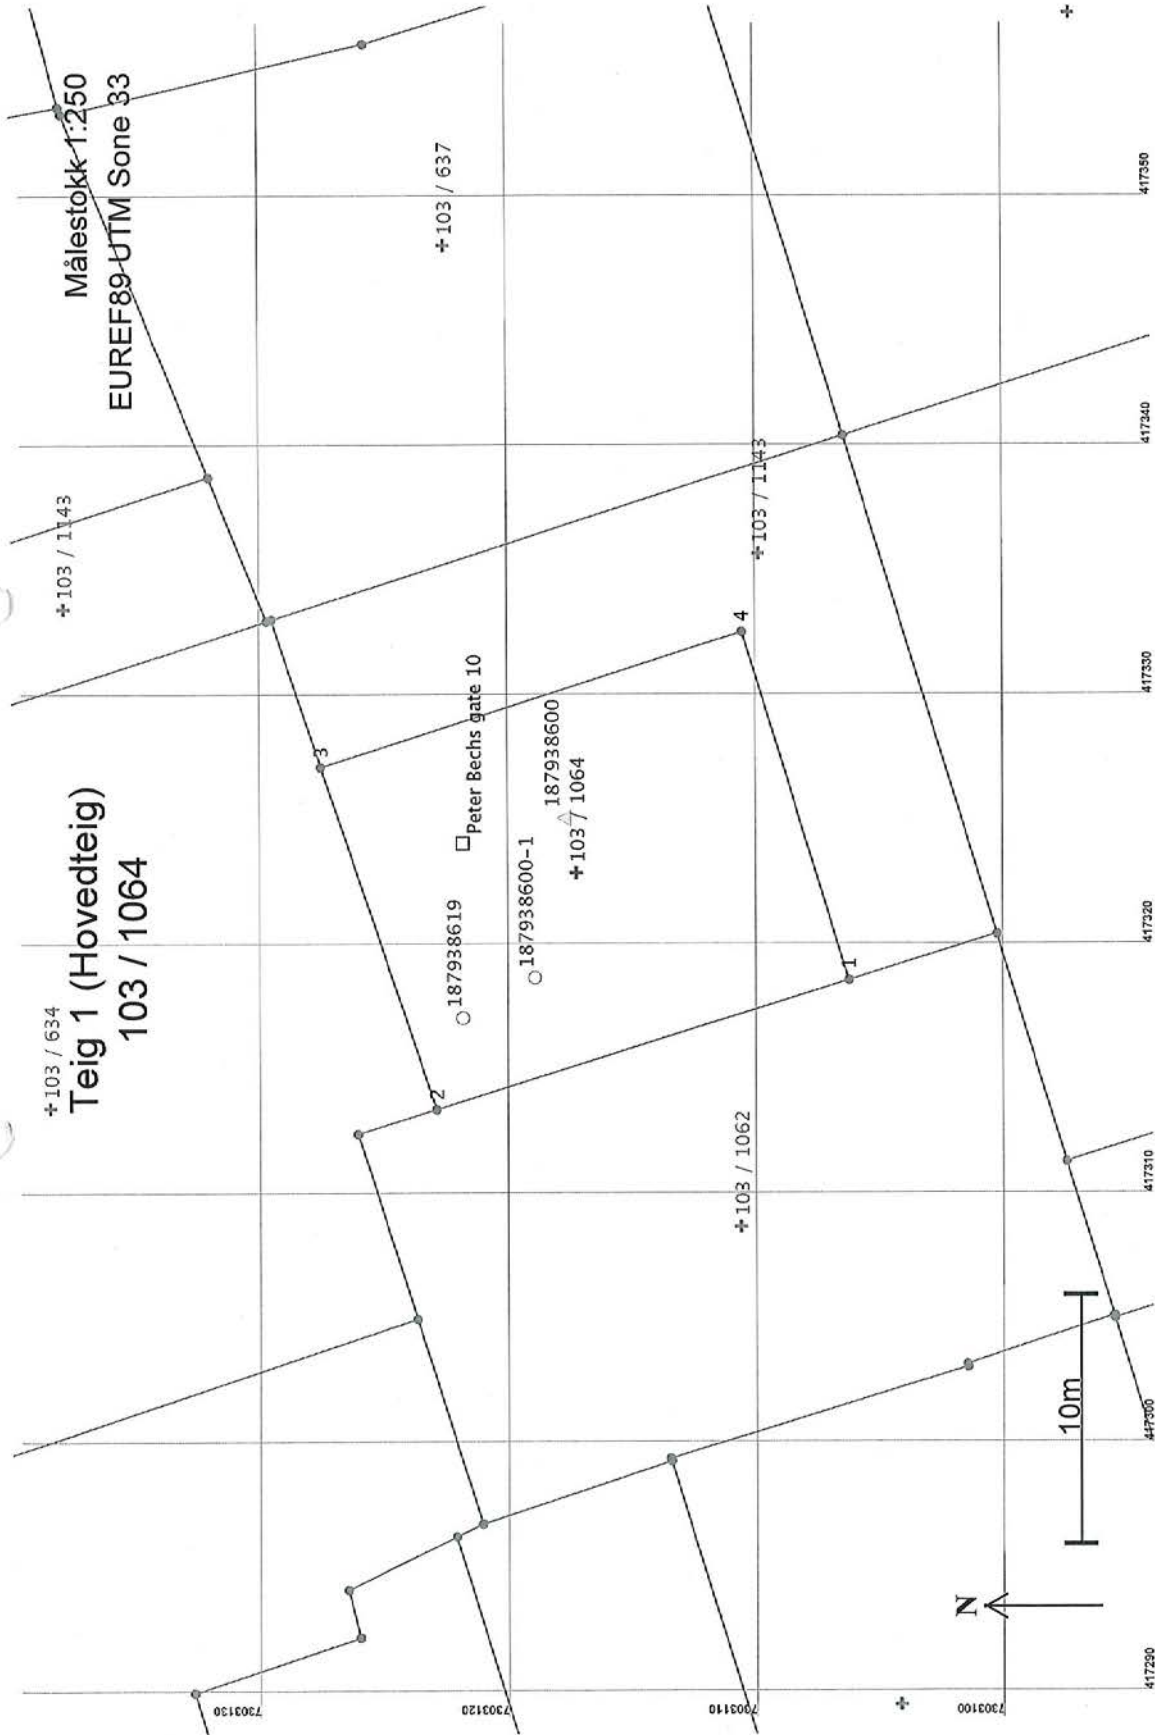 Målestokk 1:250
EUREF89 UTM Sone 33
✢103 / 634
Teig 1 (Hovedteig)
103 / 1064
✢103 / 1143
✢103 / 637
3
187938619
Peter Bechs gate 10
187938600-1
187938600
✢103 / 1064
2
4
✢103 / 1143
1
✢103 / 1062
N
10m
7303130
7303120
7303110
7303100
417290
417300
417310
417320
417330
417340
417350